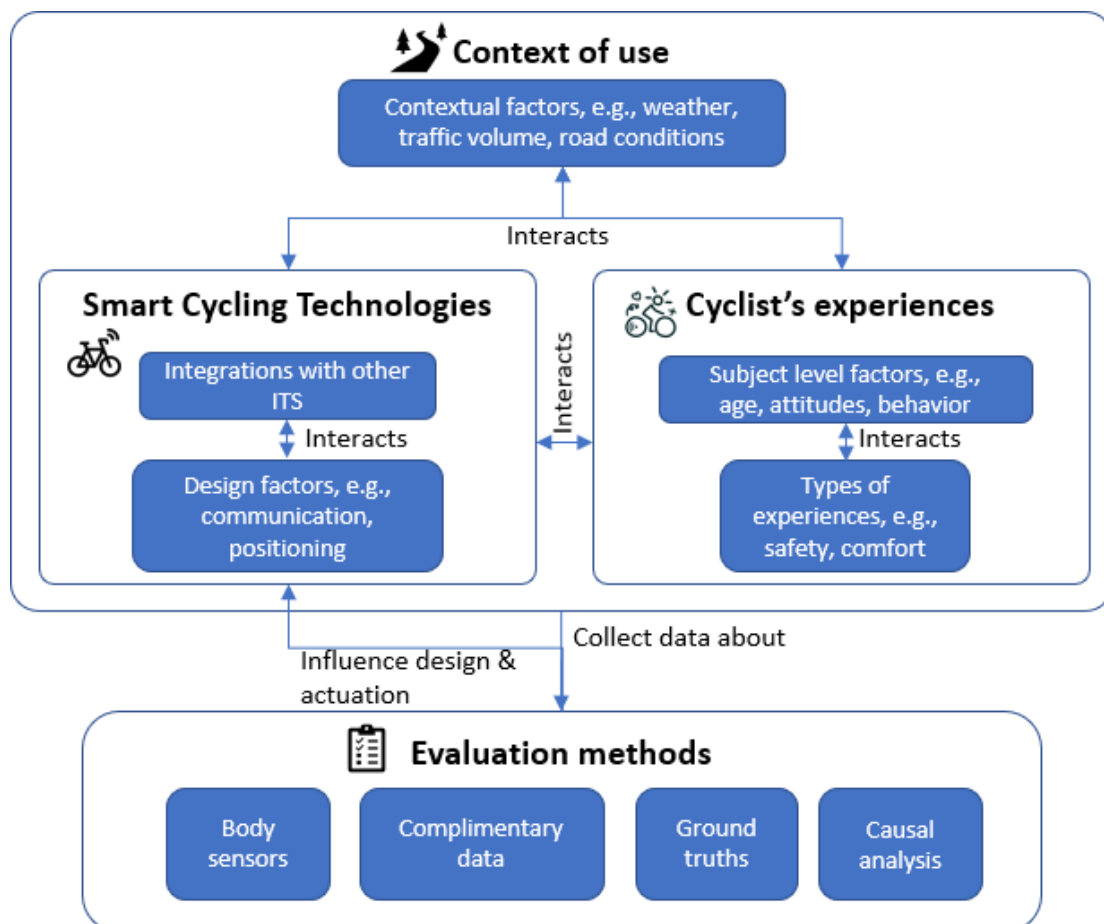 Context of use
Contextual factors, e.g., weather,
traffic volume, road conditions
Interacts
Smart Cycling Technologies
Integrations with other
ITS
Interacts
Design factors, e.g.,
communication,
positioning
Interacts
Cyclist's experiences
Subject level factors, e.g.,
age, attitudes, behavior
Interacts
Types of
experiences, e.g.,
safety, comfort
Collect data about
Influence design &
actuation
Evaluation methods
Body
sensors
Complimentary
data
Ground
truths
Causal
analysis